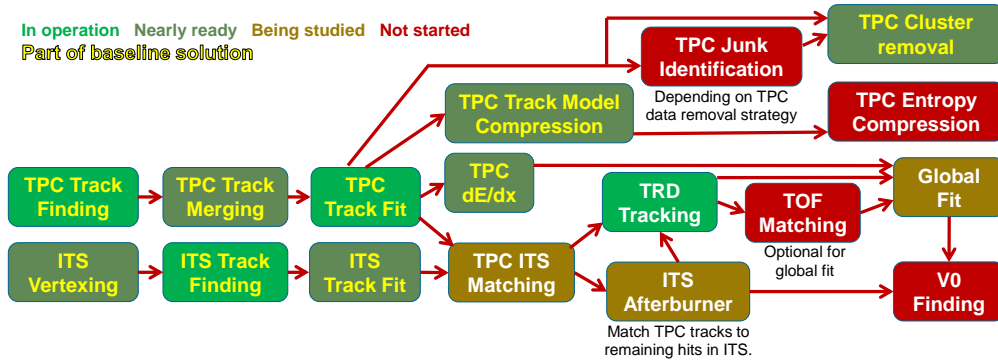 In operation Nearly ready Being studied Not started
Part of baseline solution
TPC Junk
Identification
Depending on TPC
data removal strategy
TPC Cluster
removal
TPC Track Model
Compression
TPC Entropy
Compression
TPC Track
Finding
TPC Track
Merging
TPC
Track Fit
TPC
dE/dx
TRD
Tracking
TOF
Matching
Optional for
global fit
Global
Fit
ITS
Vertexing
ITS Track
Finding
ITS
Track Fit
TPC ITS
Matching
ITS
Afterburner
Match TPC tracks to
remaining hits in ITS.
V0
Finding